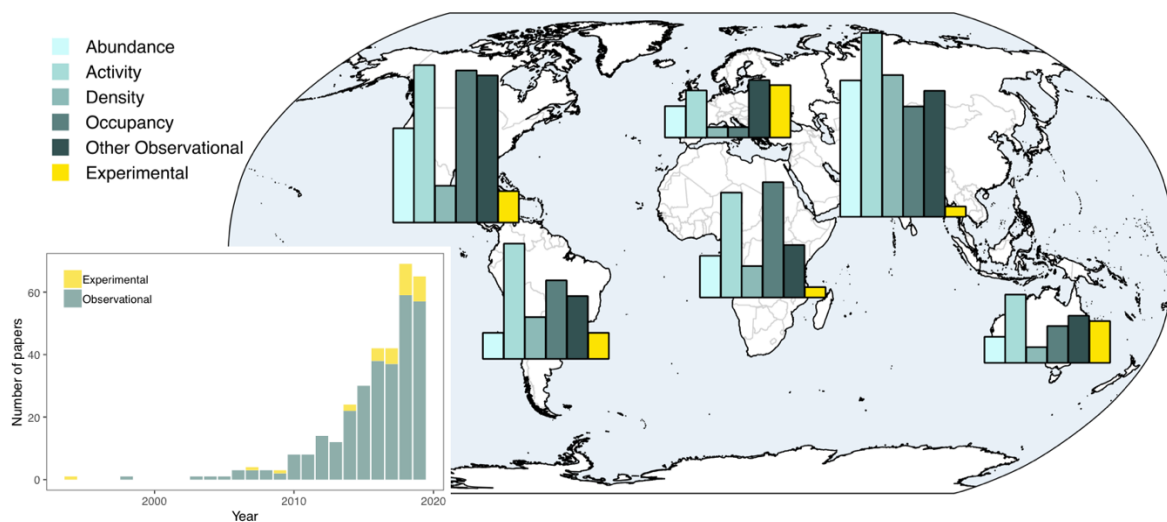 Abundance
Activity
Density
Occupancy
Other Observational
Experimental
Experimental
Observational
Number of papers
60
40
20
0
2000
2010
2020
Year